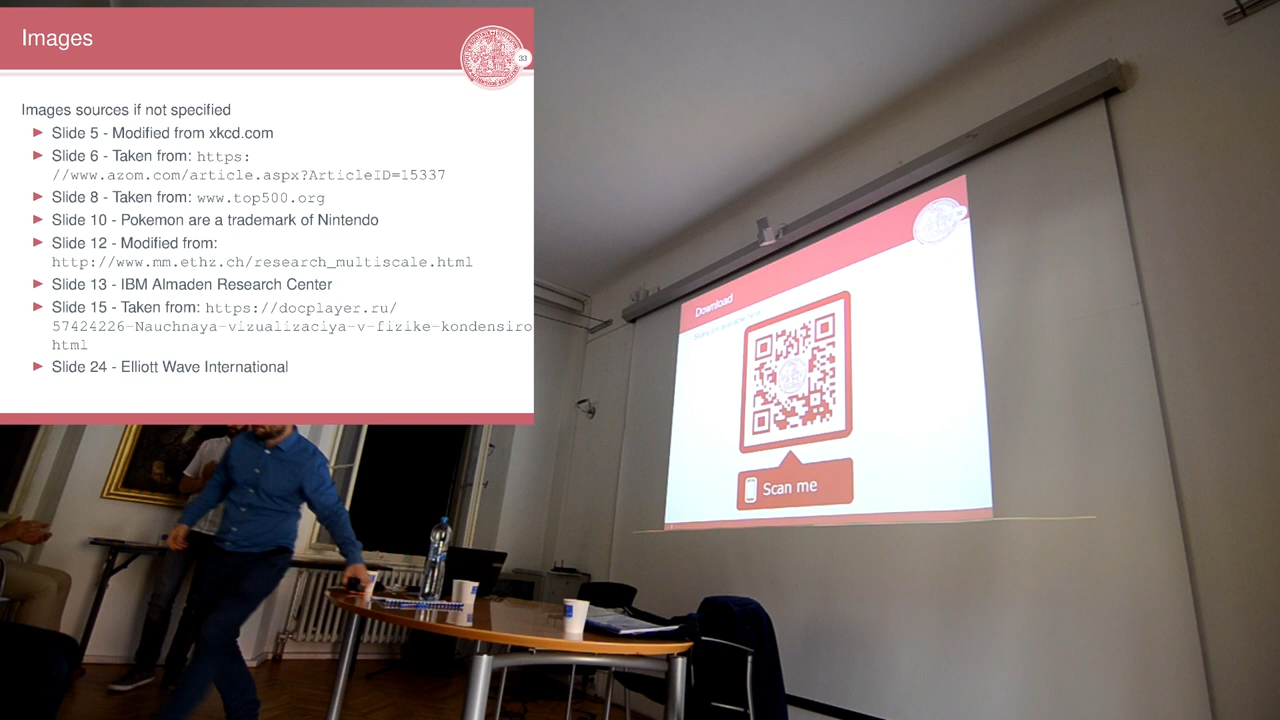 Images
33
Images sources if not specified
Slide 5 - Modified from xkcd.com
Slide 6 - Taken from: https:
//www.azom.com/article.aspx?ArticleID=15337
Slide 8 - Taken from: www.top500.org
Slide 10 - Pokemon are a trademark of Nintendo
Slide 12 - Modified from:
http://www.mm.ethz.ch/research_multiscale.html
Slide 13 - IBM Almaden Research Center
Slide 15 - Taken from: https://docplayer.ru/
57424226-Nauchnaya-vizualizaciya-v-fizike-kondensiro
html
Slide 24 - Elliott Wave International
Download
Scan me